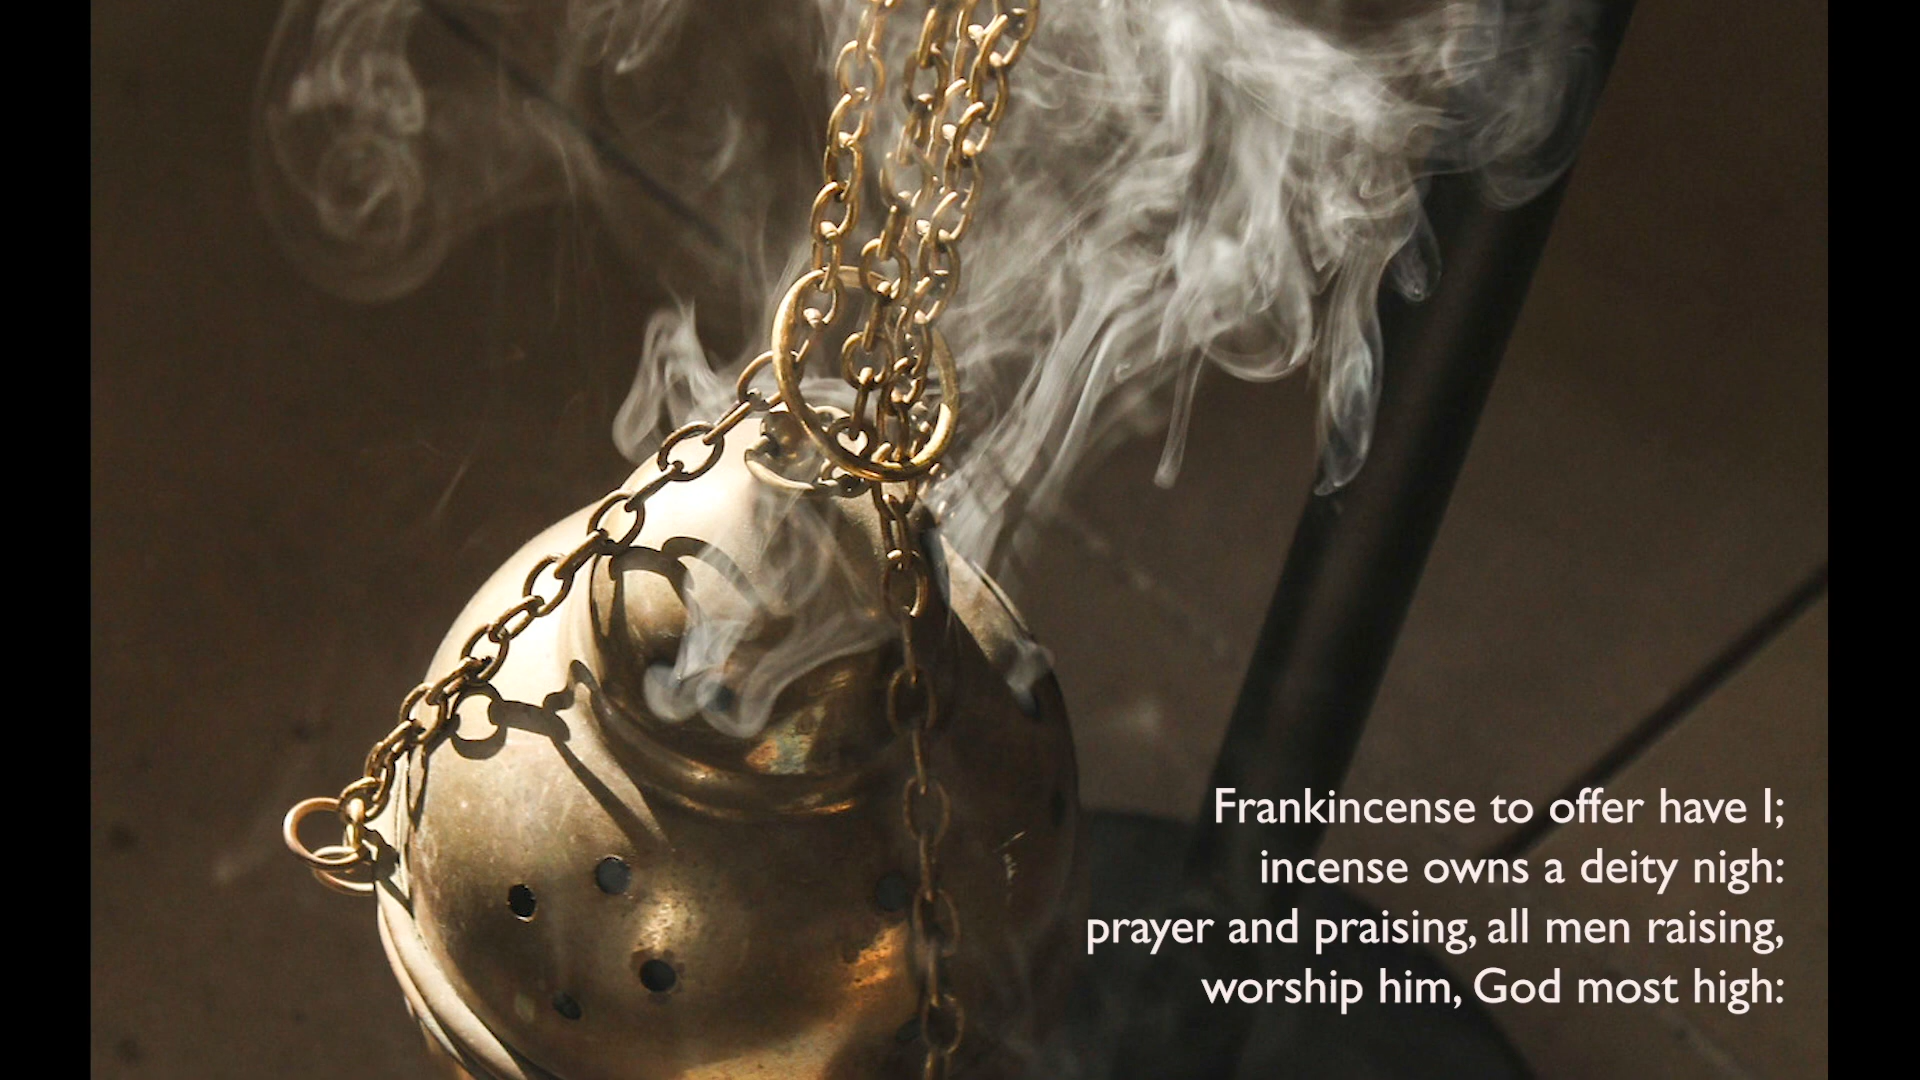 Frankincense to offer have I;
incense owns a deity nigh:
prayer and praising, all men raising,
worship him, God most high: